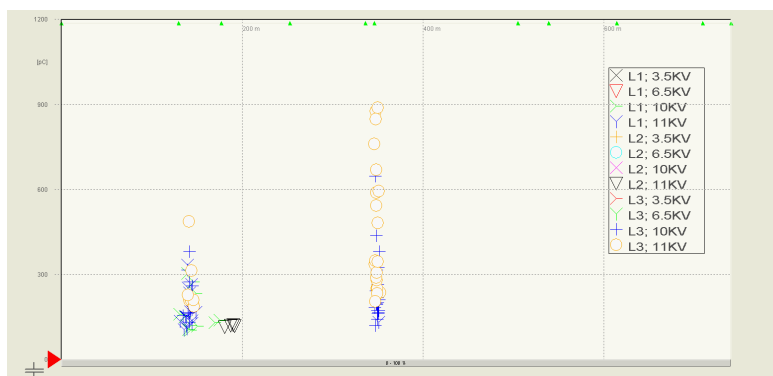 1200
200 m
400 m
600 m
[pC]
L1; 3.5KV
L1; 6.5KV
L1; 10KV
L1; 11KV
L2; 3.5KV
L2; 6.5KV
L2; 10KV
L2; 11KV
L3; 3.5KV
L3; 6.5KV
L3; 10KV
L3; 11KV
900
600
300
0 - 100 %